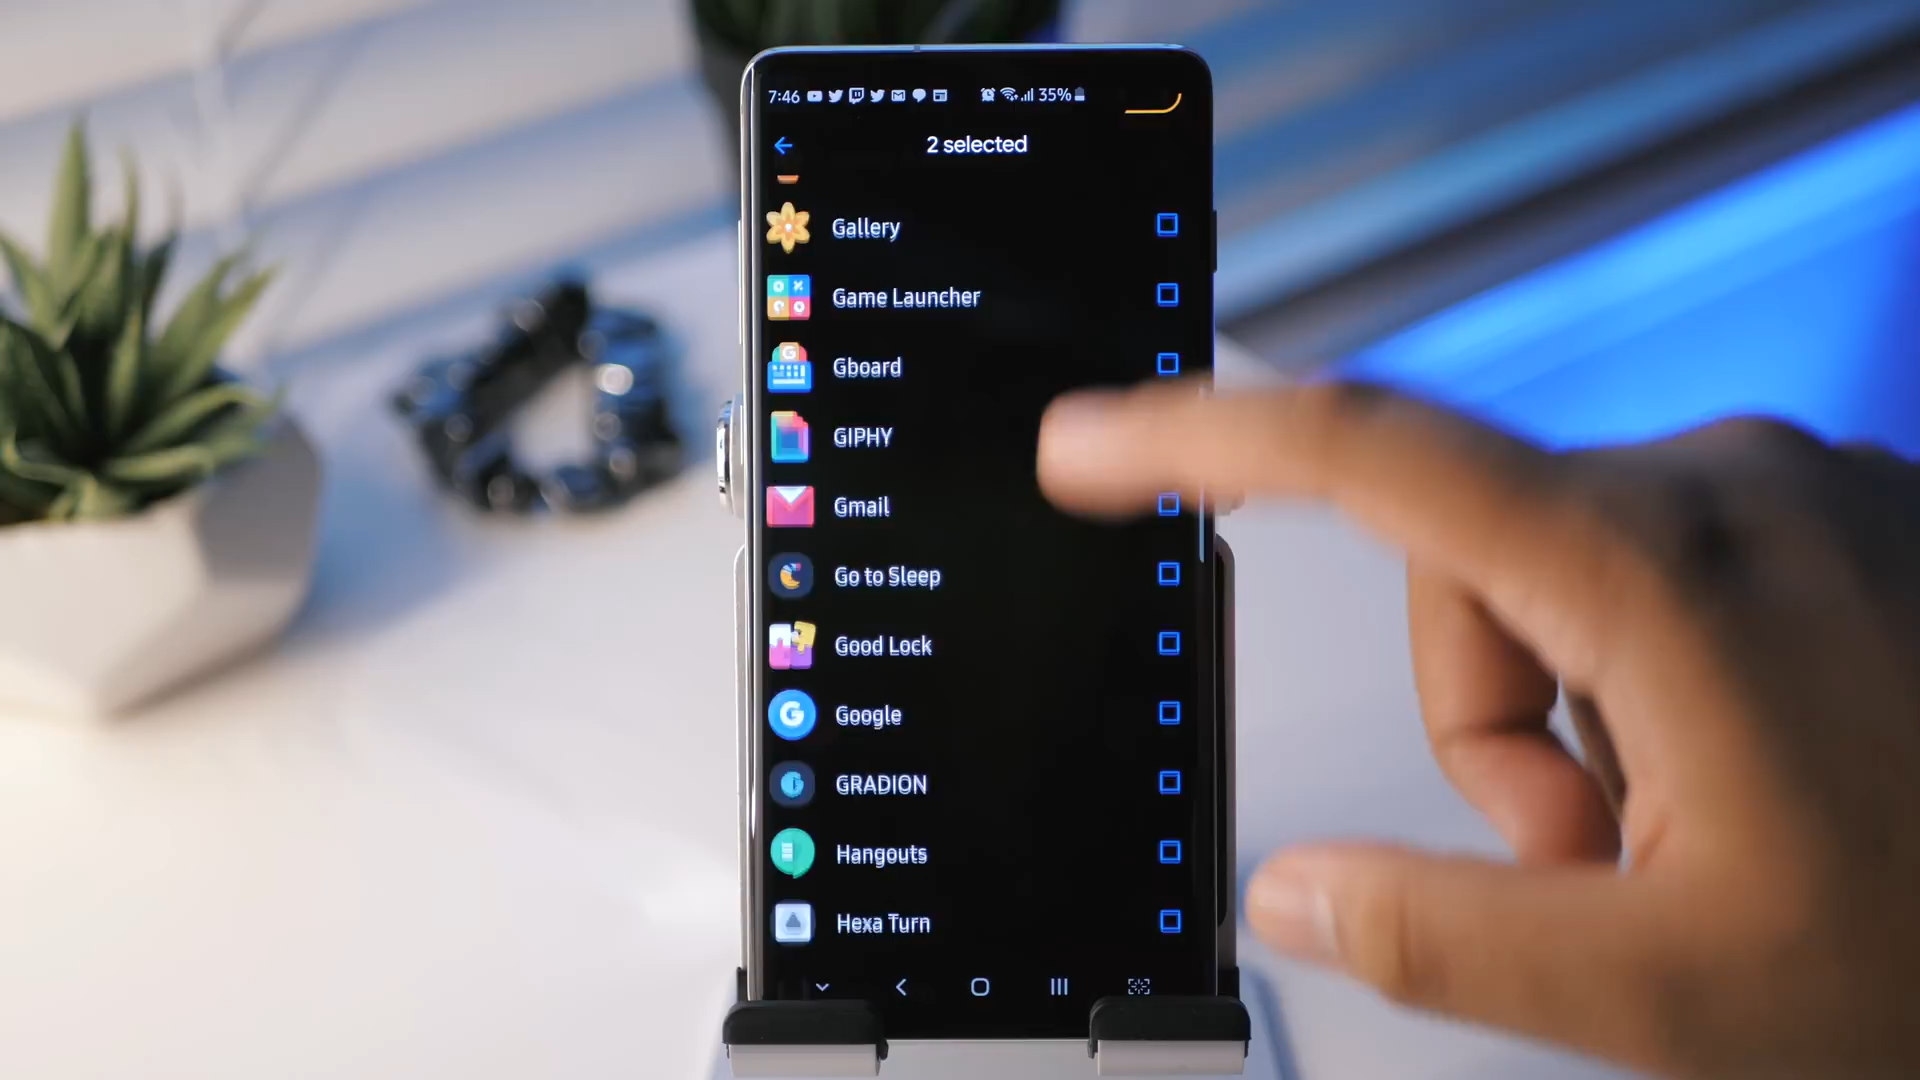 7:46 35%
2 selected
Gallery
Game Launcher
Gboard
GIPHY
Gmail
Go to Sleep
Good Lock
Google
GRADION
Hangouts
Hexa Turn